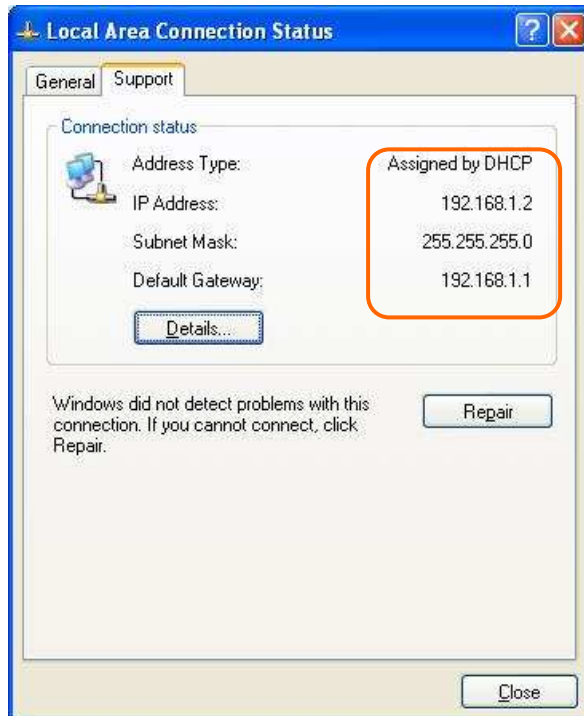 Local Area Connection Status
General Support
Connection status
Address Type: Assigned by DHCP
IP Address: 192.168.1.2
Subnet Mask: 255.255.255.0
Default Gateway: 192.168.1.1
Details...
Windows did not detect problems with this
connection. If you cannot connect, click
Repair.
Repair
Close